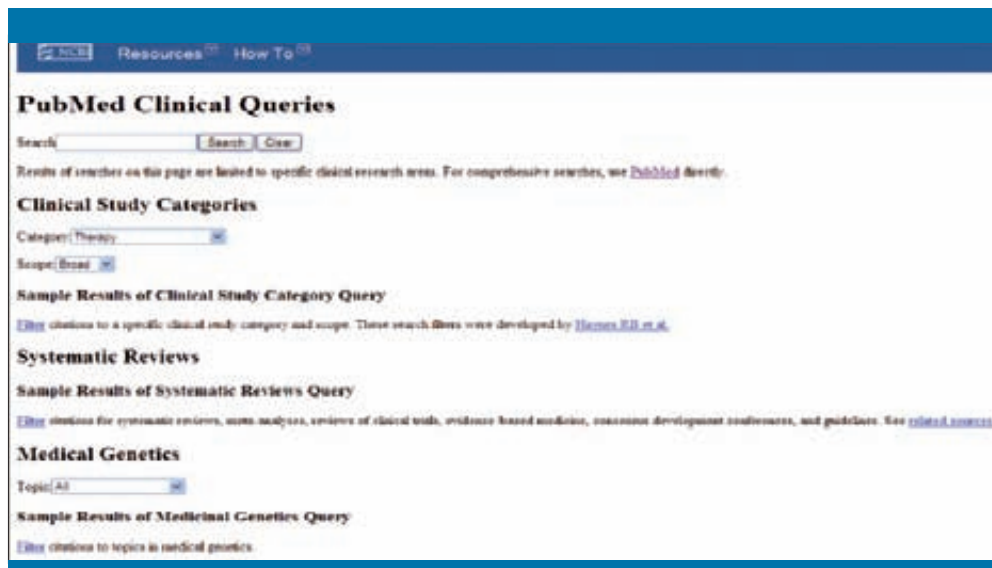 NCBI Resources How To
PubMed Clinical Queries
Search Search Clear
Results of searches on this page are limited to specific clinical research areas. For comprehensive searches, use PubMed directly.
Clinical Study Categories
Category: Therapy
Scope: Broad
Sample Results of Clinical Study Category Query
Filter citations to a specific clinical study category and scope. These search filters were developed by Haynes RB et al.
Systematic Reviews
Sample Results of Systematic Reviews Query
Filter citations for systematic reviews, meta-analyses, reviews of clinical trials, evidence-based medicine, consensus development conferences, and guidelines. See related sources
Medical Genetics
Topic: All
Sample Results of Medicinal Genetics Query
Filter citations to topics in medical genetics.